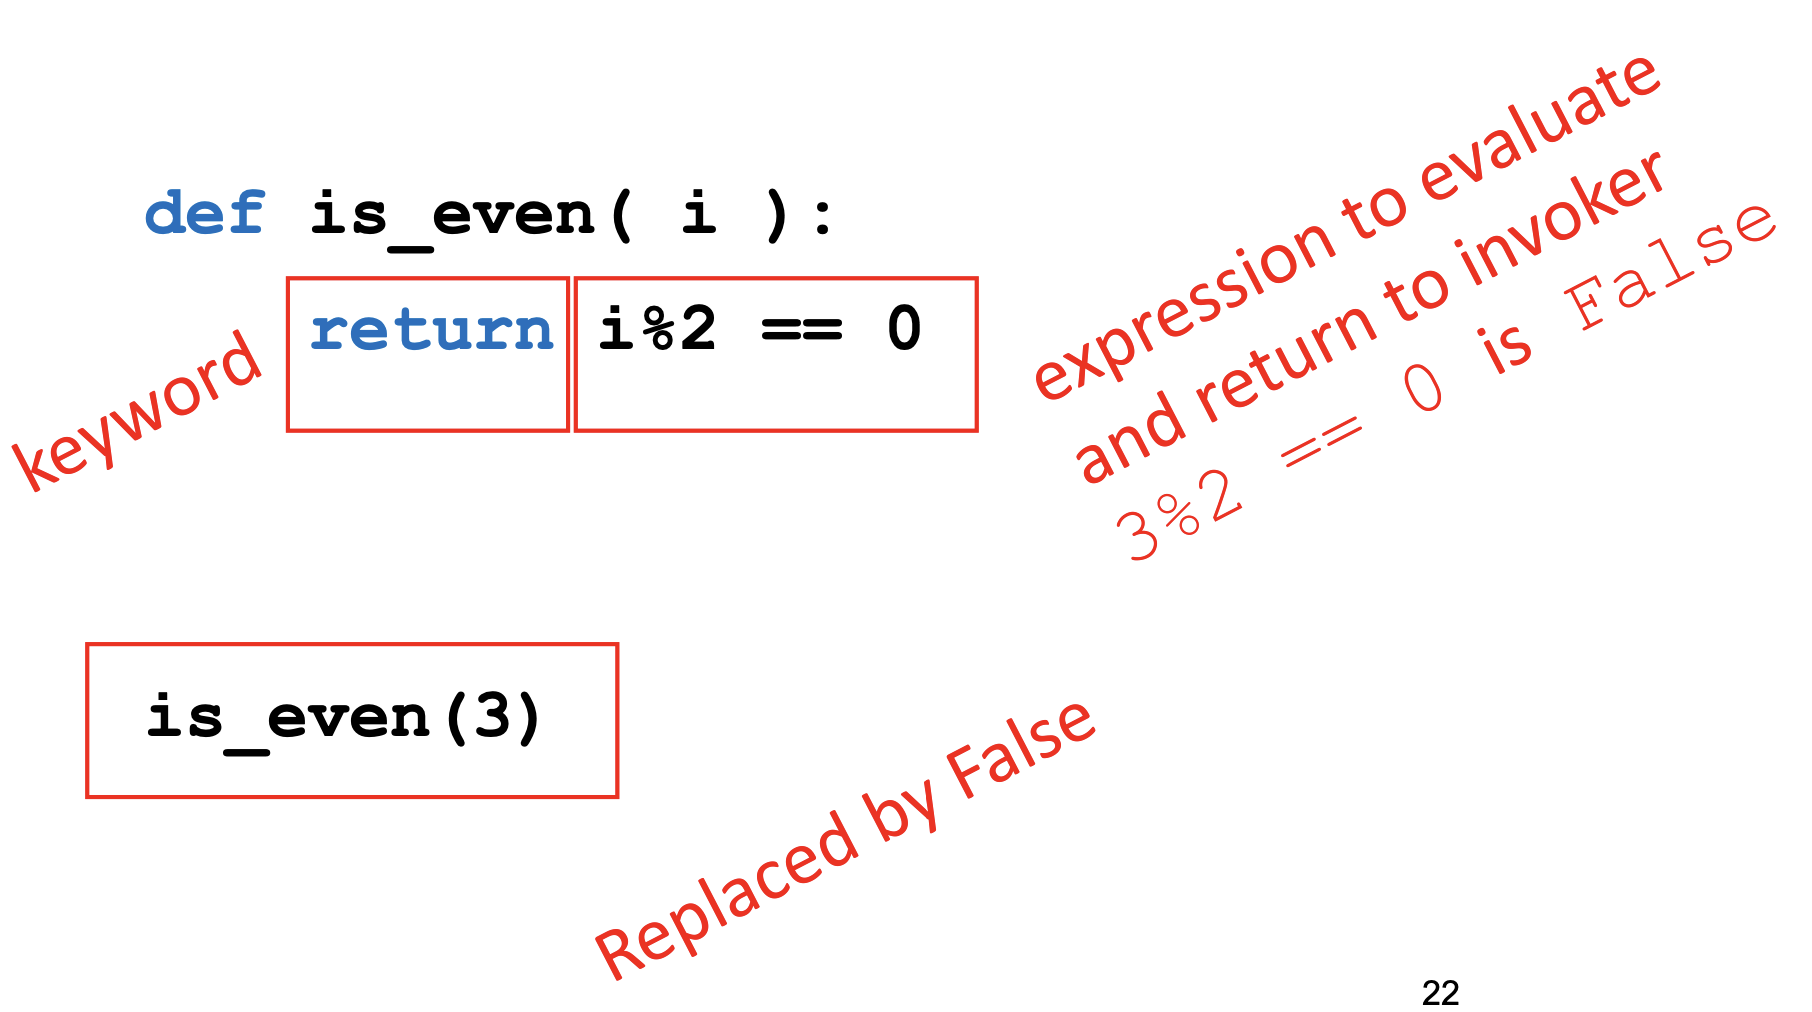 def is_even( i ):
return i%2 == 0
keyword
expression to evaluate
and return to invoker
3%2 == 0 is False
is_even(3)
Replaced by False
22